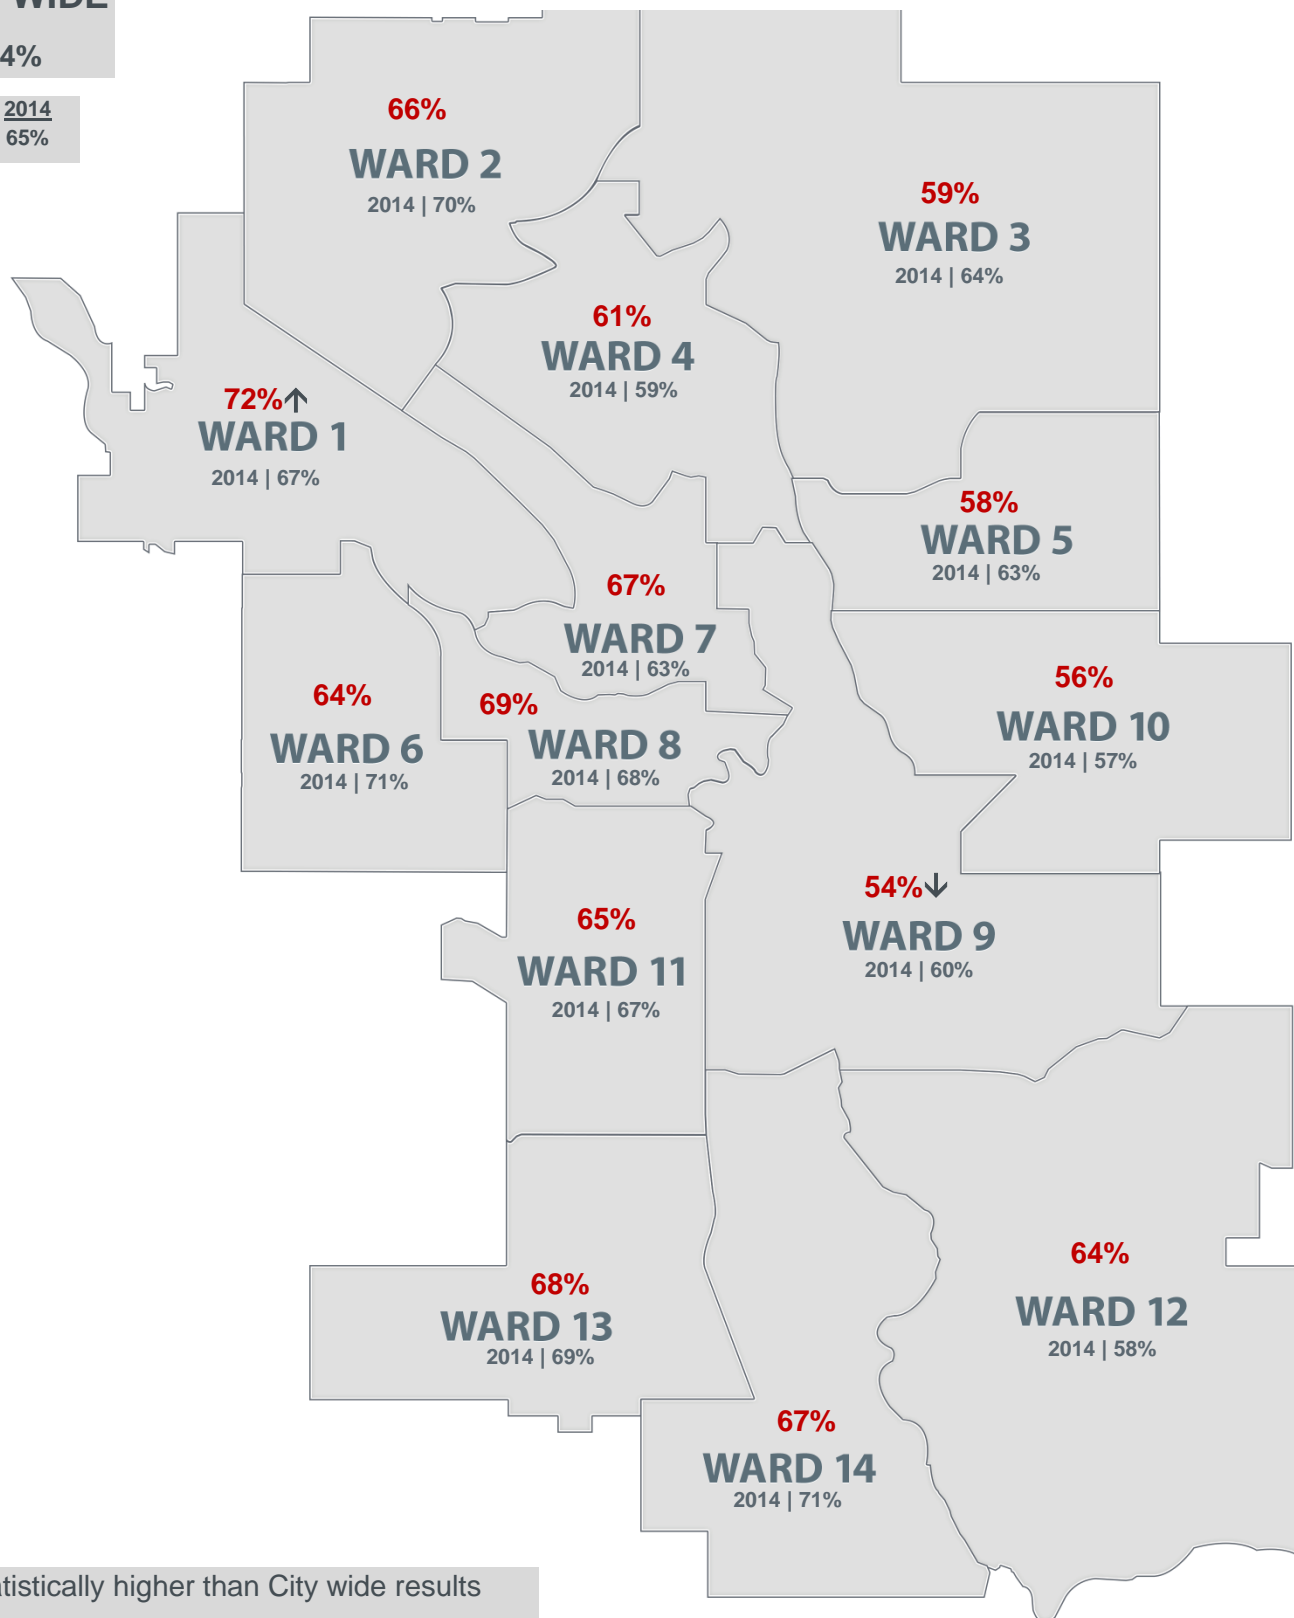 WIDE
4%
2014
65%
66%
WARD 2
2014 | 70%
59%
WARD 3
2014 | 64%
61%
WARD 4
2014 | 59%
72%↑
WARD 1
2014 | 67%
58%
WARD 5
2014 | 63%
67%
WARD 7
2014 | 63%
56%
WARD 10
2014 | 57%
64%
WARD 6
2014 | 71%
69%
WARD 8
2014 | 68%
54%↓
WARD 9
2014 | 60%
65%
WARD 11
2014 | 67%
64%
WARD 12
2014 | 58%
68%
WARD 13
2014 | 69%
67%
WARD 14
2014 | 71%
higher than City wide results